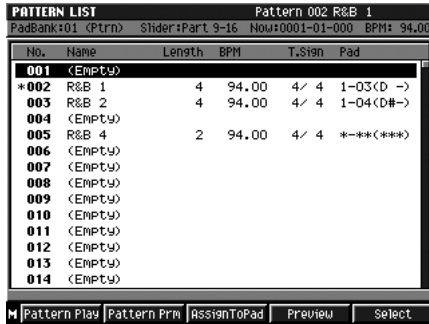 PATTERN LIST Pattern 002 R&B 1
PadBank:01 (Ptrn) Slider:Part 9-16 Now:0001-01-000 BPM: 94.00
No. Name Length BPM T.Sign Pad
001 (Empty)
*002 R&B 1 4 94.00 4/ 4 1-03(D -)
003 R&B 2 4 94.00 4/ 4 1-04(D#-)
004 (Empty)
005 R&B 4 2 94.00 4/ 4 *-**(***)
006 (Empty)
007 (Empty)
008 (Empty)
009 (Empty)
010 (Empty)
011 (Empty)
012 (Empty)
013 (Empty)
014 (Empty)
M Pattern Play Pattern Prm AssignToPad Preview Select